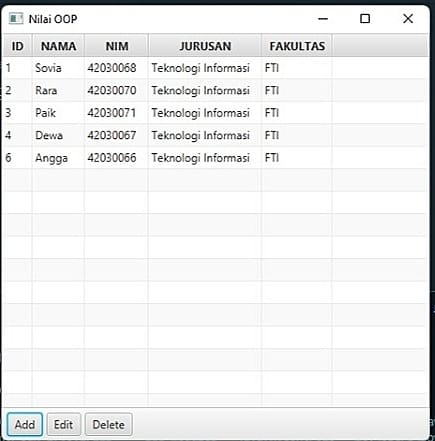 Nilai OOP
ID NAMA NIM JURUSAN FAKULTAS
1 Sovia 42030068 Teknologi Informasi FTI
2 Rara 42030070 Teknologi Informasi FTI
3 Paik 42030071 Teknologi Informasi FTI
4 Dewa 42030067 Teknologi Informasi FTI
6 Angga 42030066 Teknologi Informasi FTI
Add Edit Delete